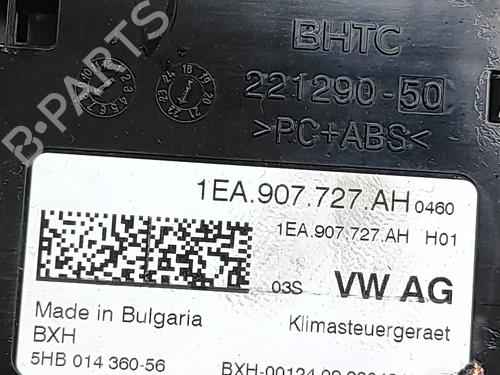 BHTC
221290-50
>PC+ABS<
1EA.907.727.AH 0460
1EA.907.727.AH H01
03S VW AG
Made in Bulgaria
Klimasteuergeraet
BXH
5HB 014 360-56
B-PARTS